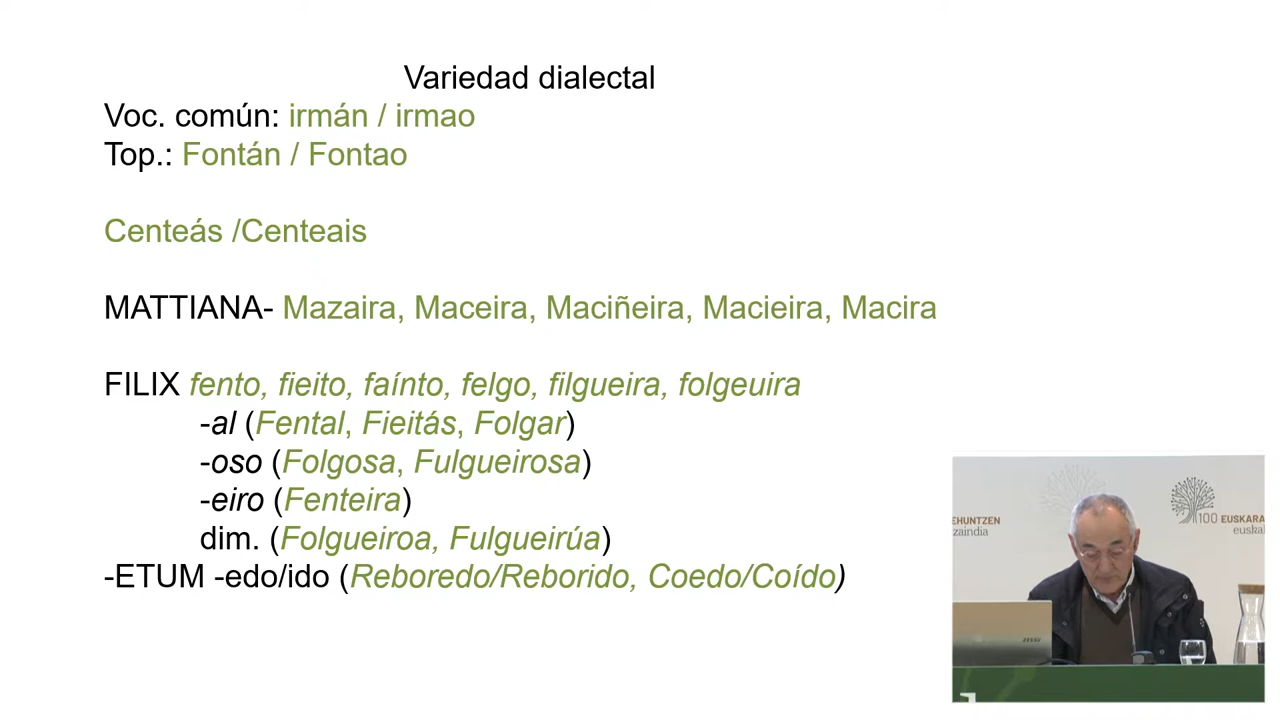 Variedad dialectal
Voc. común: irmán / irmao
Top.: Fontán / Fontao
Centeás /Centeais
MATTIANA- Mazaira, Maceira, Maciñeira, Macieira, Macira
FILIX fento, fieito, faínto, felgo, filgueira, folgeuira
-al (Fental, Fieitás, Folgar)
-oso (Folgosa, Fulgueirosa)
-eiro (Fenteira)
dim. (Folgueiroa, Fulgueirúa)
-ETUM -edo/ido (Reboredo/Reborido, Coedo/Coído)
EHUNTZEN
zaindia
100 EUSKARA
euskal